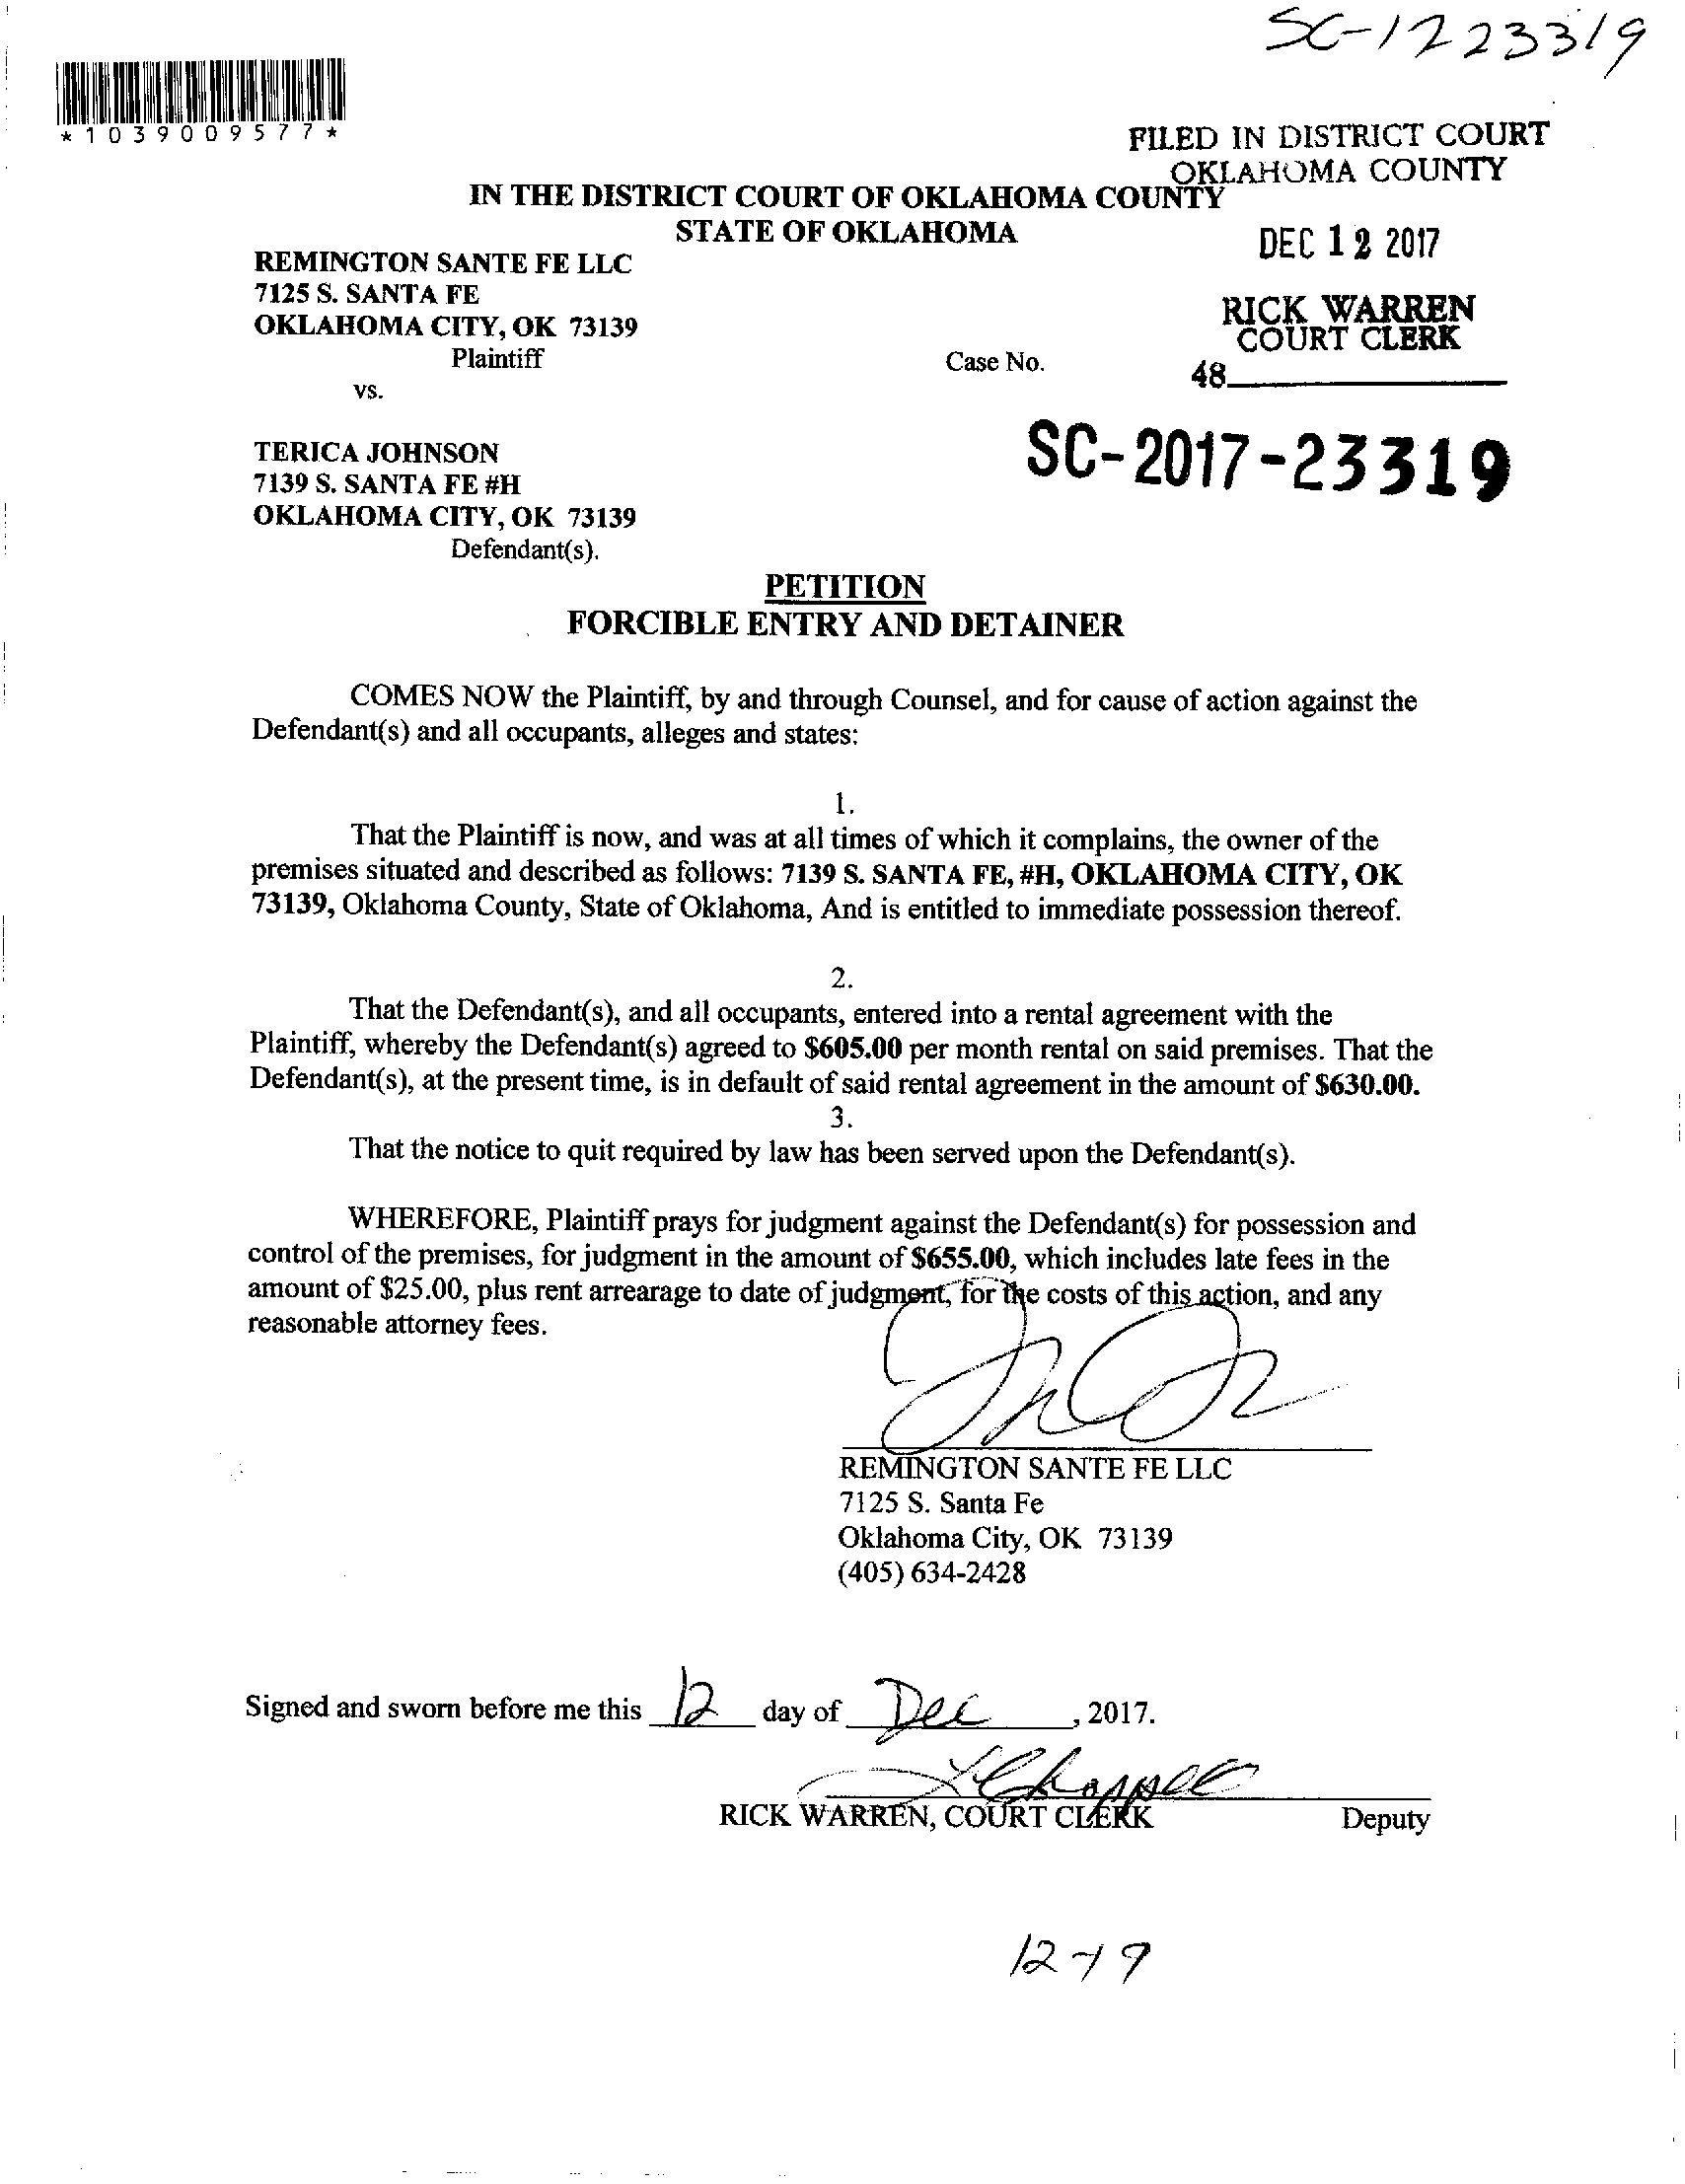 SC-1723319
*1039009577*
FILED IN DISTRICT COURT
OKLAHOMA COUNTY
IN THE DISTRICT COURT OF OKLAHOMA COUNTY
STATE OF OKLAHOMA
DEC 12 2017
REMINGTON SANTE FE LLC
7125 S. SANTA FE
OKLAHOMA CITY, OK 73139
Plaintiff
RICK WARREN
COURT CLERK
Case No.
48
vs.
SC-2017-23319
TERICA JOHNSON
7139 S. SANTA FE #H
OKLAHOMA CITY, OK 73139
Defendant(s).
PETITION
FORCIBLE ENTRY AND DETAINER
COMES NOW the Plaintiff, by and through Counsel, and for cause of action against the
Defendant(s) and all occupants, alleges and states:
1.
That the Plaintiff is now, and was at all times of which it complains, the owner of the
premises situated and described as follows: 7139 S. SANTA FE, #H, OKLAHOMA CITY, OK
73139, Oklahoma County, State of Oklahoma, And is entitled to immediate possession thereof.
2.
That the Defendant(s), and all occupants, entered into a rental agreement with the
Plaintiff, whereby the Defendant(s) agreed to $605.00 per month rental on said premises. That the
Defendant(s), at the present time, is in default of said rental agreement in the amount of $630.00.
3.
That the notice to quit required by law has been served upon the Defendant(s).
WHEREFORE, Plaintiff prays for judgment against the Defendant(s) for possession and
control of the premises, for judgment in the amount of $655.00, which includes late fees in the
amount of $25.00, plus rent arrearage to date of judgment, for the costs of this action, and any
reasonable attorney fees.
REMINGTON SANTE FE LLC
7125 S. Santa Fe
Oklahoma City, OK 73139
(405) 634-2428
Signed and sworn before me this 12 day of Dec, 2017.
RICK WARREN, COURT CLERK Deputy
12-19